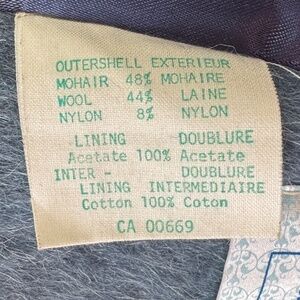 OUTERSHELL EXTERIEUR
MOHAIR 48% MOHAIRE
WOOL 44% LAINE
NYLON 8% NYLON
LINING DOUBLURE
Acetate 100% Acetate
INTER - DOUBLURE
LINING INTERMEDIAIRE
Cotton 100% Coton
CA 00669